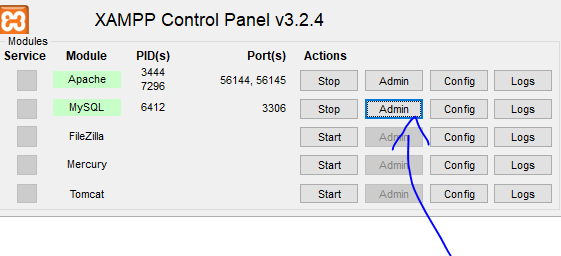 XAMPP Control Panel v3.2.4
Modules
Service Module PID(s) Port(s) Actions
Apache 3444 7296 56144, 56145 Stop Admin Config Logs
MySQL 6412 3306 Stop Admin Config Logs
FileZilla Start Admin Config Logs
Mercury Start Admin Config Logs
Tomcat Start Admin Config Logs